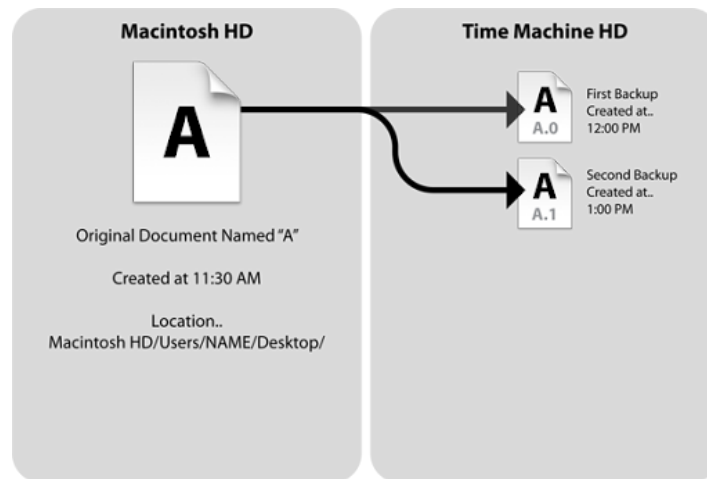 Macintosh HD
A
Original Document Named "A"
Created at 11:30 AM
Location..
Macintosh HD/Users/NAME/Desktop/
Time Machine HD
A
A.0
First Backup
Created at..
12:00 PM
A
A.1
Second Backup
Created at..
1:00 PM